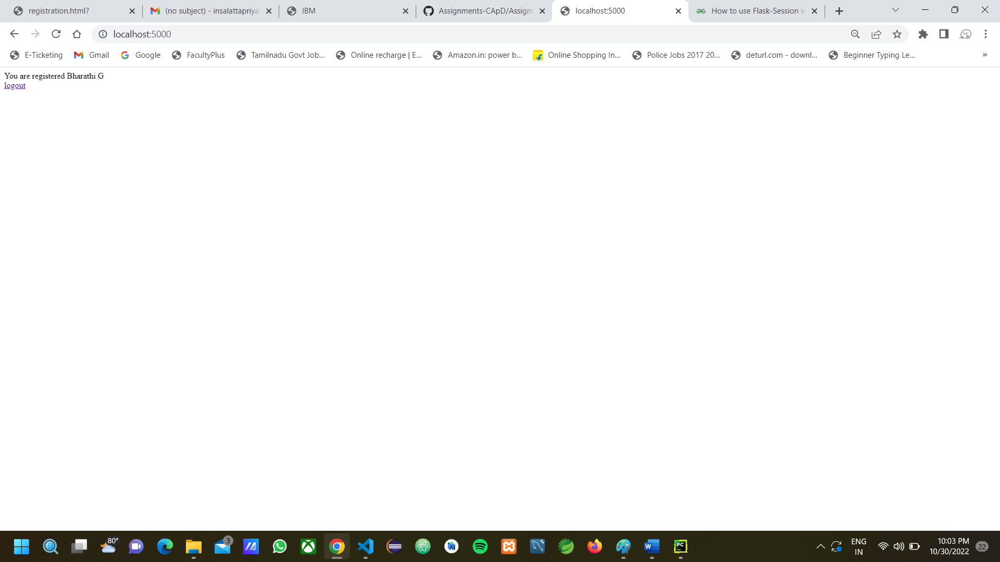 registration.html?
(no subject) - insalattapriya
IBM
Assignments-CApD/Assignm
localhost:5000
How to use Flask-Session in
localhost:5000
E-Ticketing
Gmail
Google
FacultyPlus
Tamilnadu Govt Job...
Online recharge | E...
Amazon.in: power b...
Online Shopping In...
Police Jobs 2017 20...
deturl.com - downl...
Beginner Typing Le...
»
You are registered Bharathi G
logout
80°
3
W
PC
ENG
IN
10:03 PM
10/30/2022
22